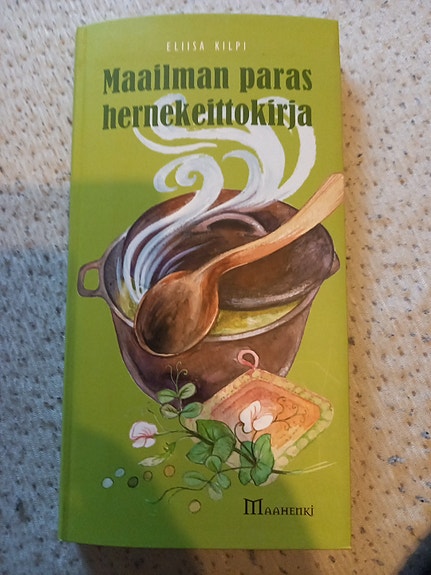 ELIISA KILPI
Maailman paras
hernekeittokirja
MAAHENKI